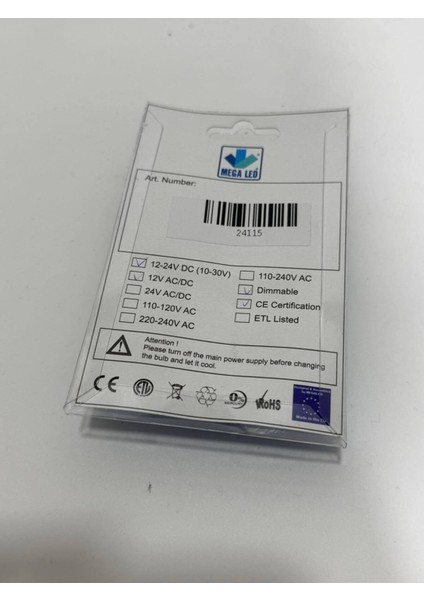 MEGA LED
Art. Number:
24115
12-24V DC (10-30V)
12V AC/DC
24V AC/DC
110-120V AC
220-240V AC
110-240V AC
Dimmable
CE Certification
ETL Listed
Attention !
Please turn off the main power supply before changing
the bulb and let it cool.
CE
RoHS